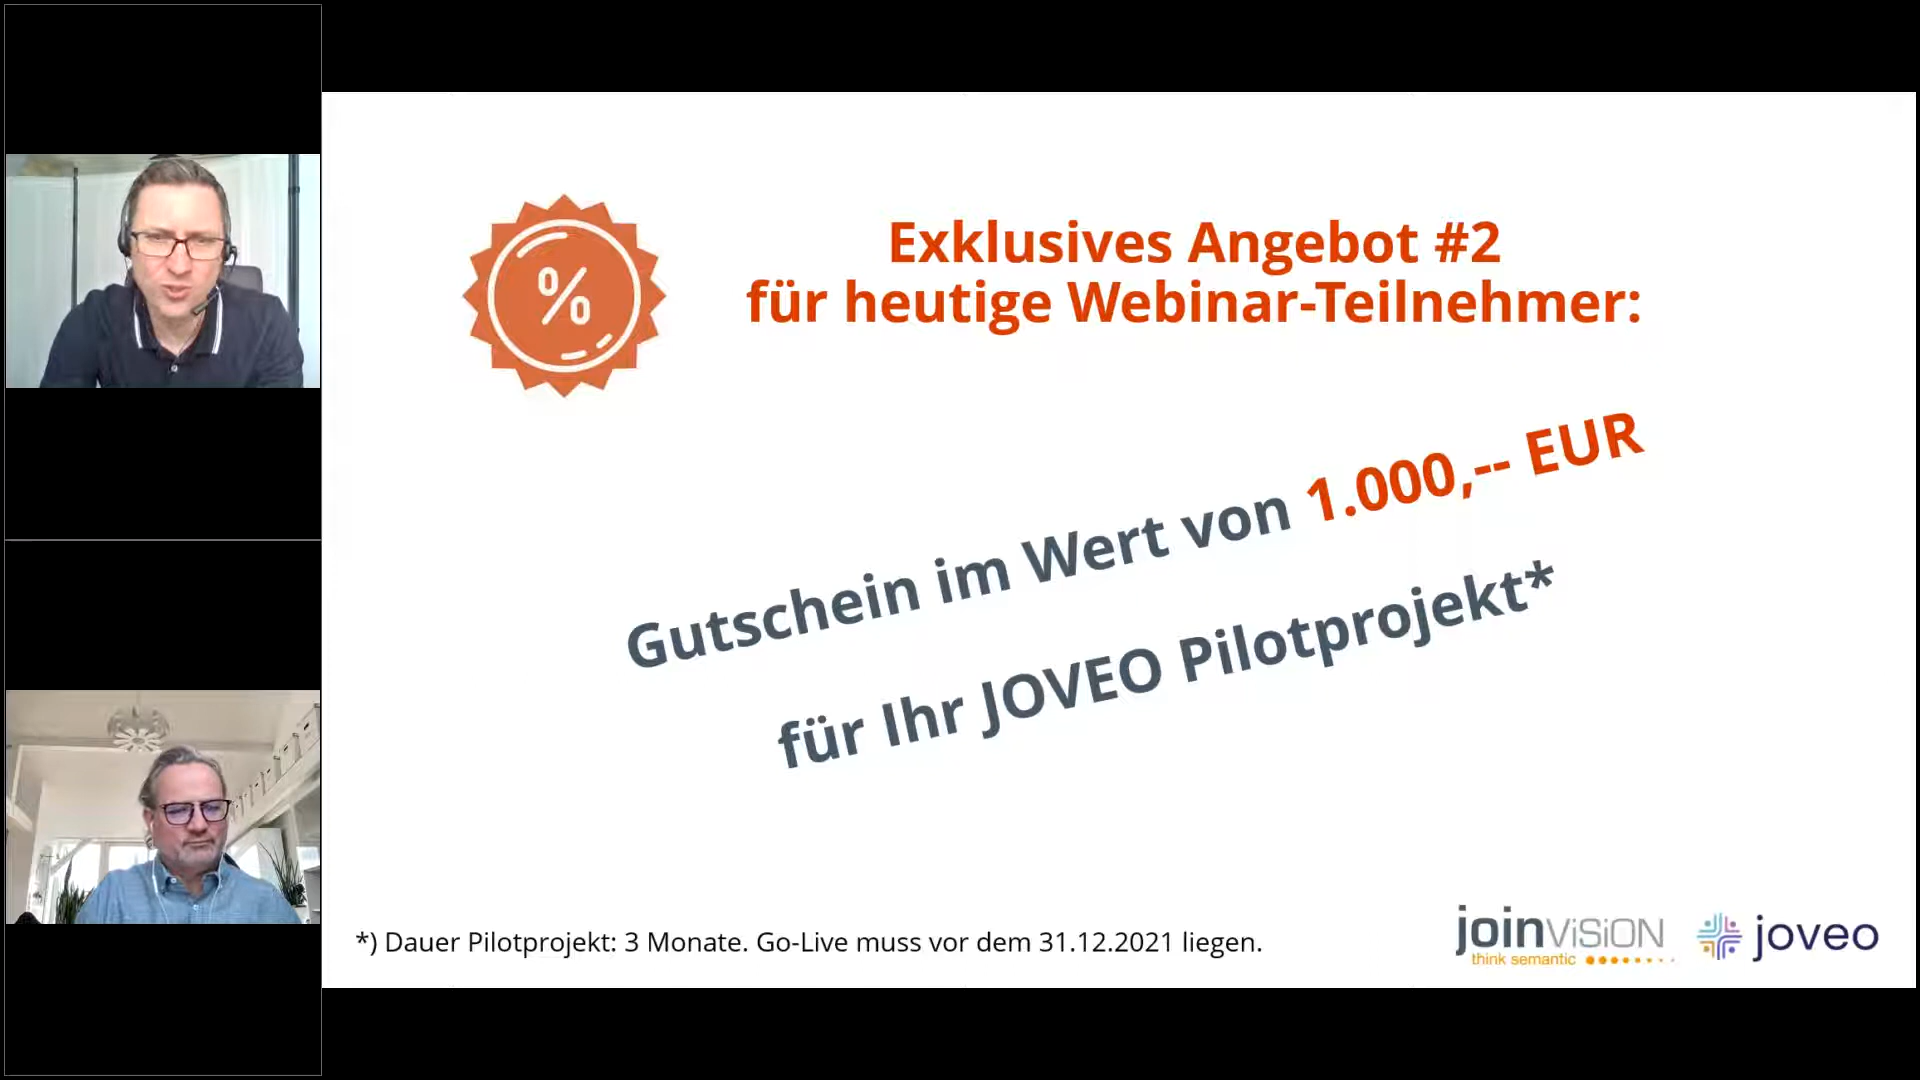 %
Exklusives Angebot #2
für heutige Webinar-Teilnehmer:
Gutschein im Wert von 1.000,-- EUR
für Ihr JOVEO Pilotprojekt*
*) Dauer Pilotprojekt: 3 Monate. Go-Live muss vor dem 31.12.2021 liegen.
joinVISION
think semantic
joveo